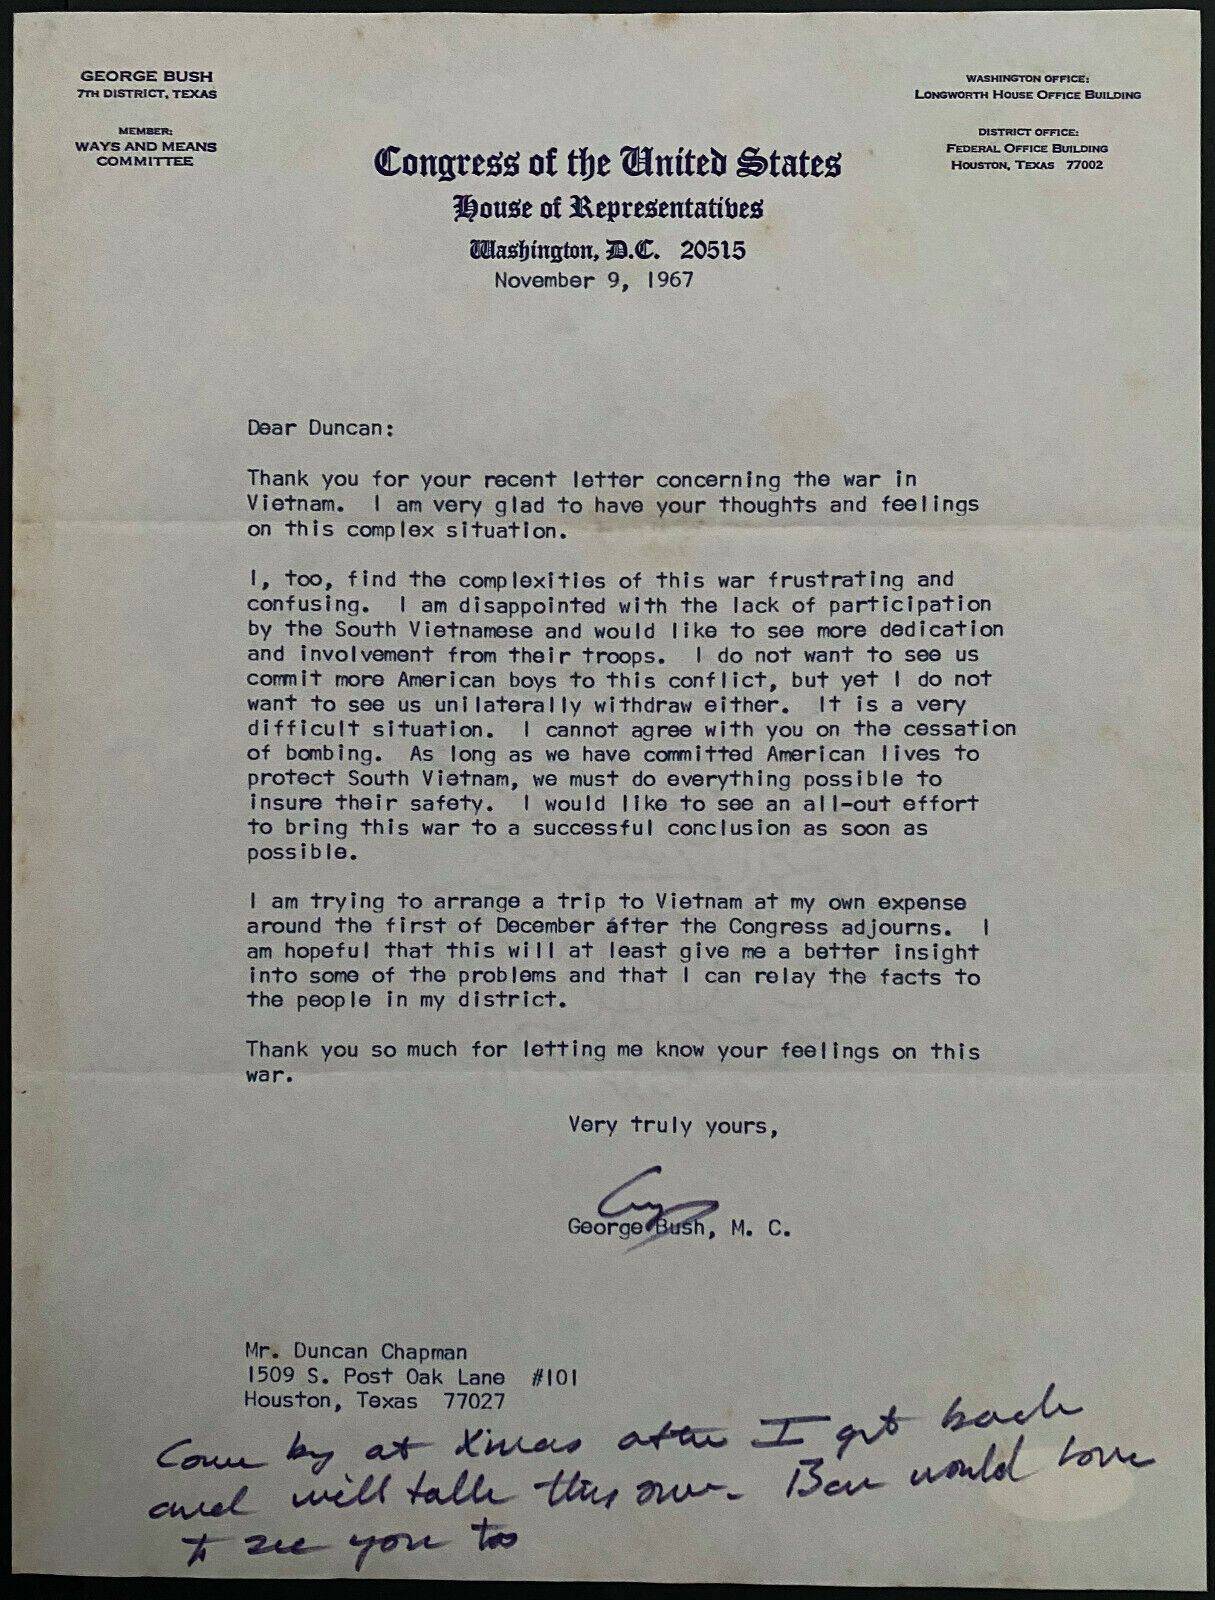 GEORGE BUSH
7TH DISTRICT, TEXAS
MEMBER:
WAYS AND MEANS
COMMITTEE
WASHINGTON OFFICE:
LONGWORTH HOUSE OFFICE BUILDING
DISTRICT OFFICE:
FEDERAL OFFICE BUILDING
HOUSTON, TEXAS 77002
Congress of the United States
House of Representatives
Washington, D.C. 20515
November 9, 1967
Dear Duncan:
Thank you for your recent letter concerning the war in
Vietnam. I am very glad to have your thoughts and feelings
on this complex situation.
I, too, find the complexities of this war frustrating and
confusing. I am disappointed with the lack of participation
by the South Vietnamese and would like to see more dedication
and involvement from their troops. I do not want to see us
commit more American boys to this conflict, but yet I do not
want to see us unilaterally withdraw either. It is a very
difficult situation. I cannot agree with you on the cessation
of bombing. As long as we have committed American lives to
protect South Vietnam, we must do everything possible to
insure their safety. I would like to see an all-out effort
to bring this war to a successful conclusion as soon as
possible.
I am trying to arrange a trip to Vietnam at my own expense
around the first of December after the Congress adjourns. I
am hopeful that this will at least give me a better insight
into some of the problems and that I can relay the facts to
the people in my district.
Thank you so much for letting me know your feelings on this
war.
Very truly yours,
George Bush, M. C.
Mr. Duncan Chapman
1509 S. Post Oak Lane #101
Houston, Texas 77027
Come by at Xmas after I get back
and will talk this over. Bar would love
to see you too